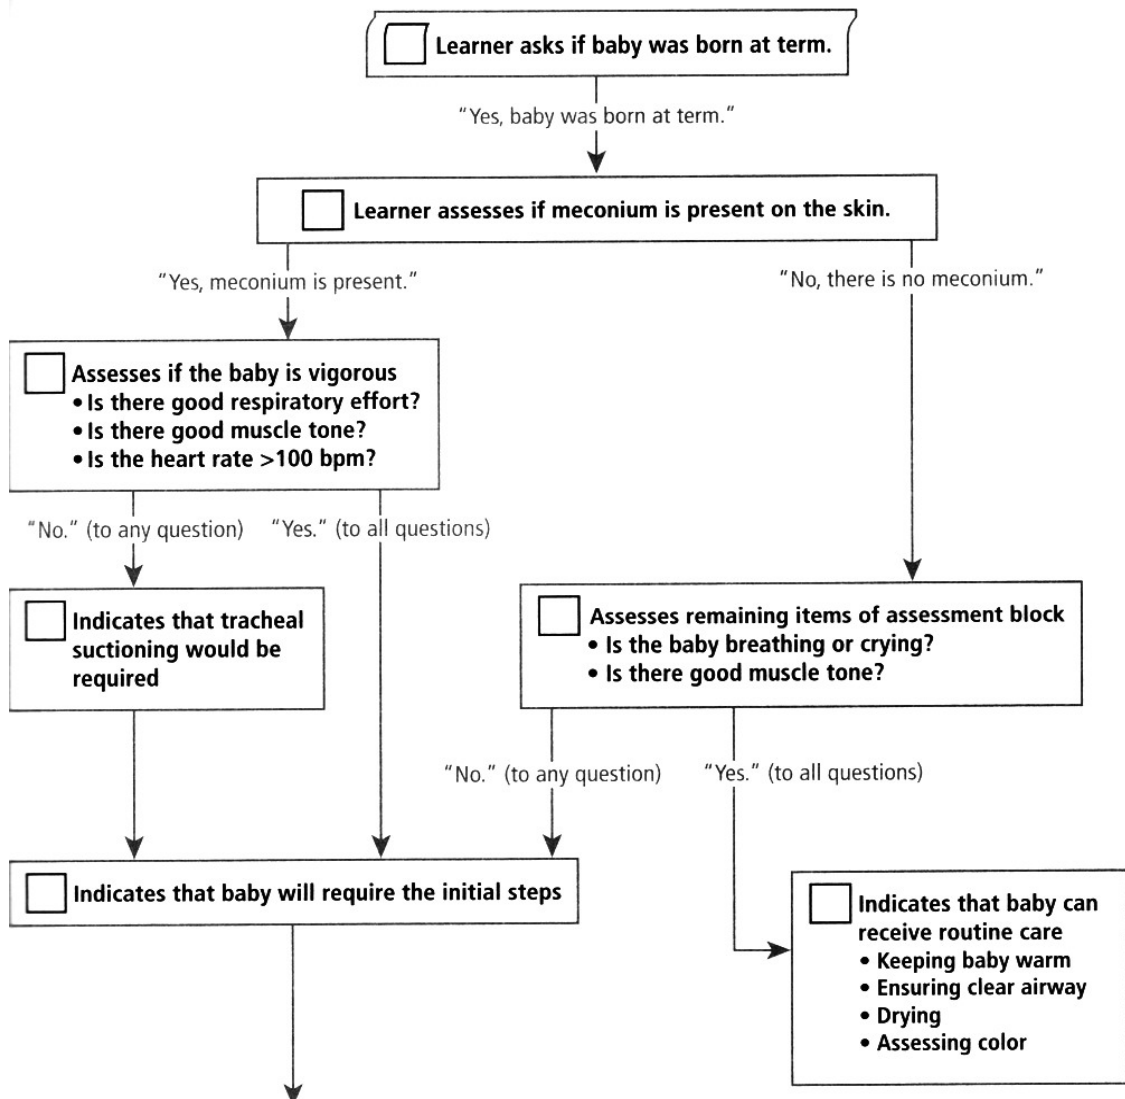 Learner asks if baby was born at term.
"Yes, baby was born at term."
Learner assesses if meconium is present on the skin.
"Yes, meconium is present."
"No, there is no meconium."
Assesses if the baby is vigorous
• Is there good respiratory effort?
• Is there good muscle tone?
• Is the heart rate >100 bpm?
"No." (to any question)
"Yes." (to all questions)
Indicates that tracheal
suctioning would be
required
Assesses remaining items of assessment block
• Is the baby breathing or crying?
• Is there good muscle tone?
"No." (to any question)
"Yes." (to all questions)
Indicates that baby will require the initial steps
Indicates that baby can
receive routine care
• Keeping baby warm
• Ensuring clear airway
• Drying
• Assessing color